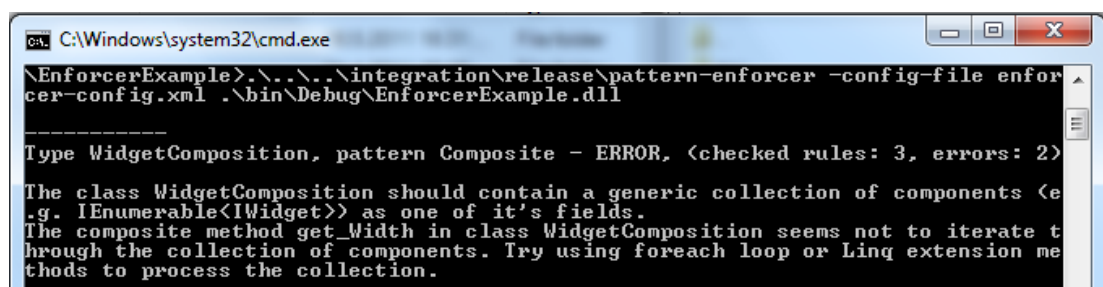 C:\Windows\system32\cmd.exe
\EnforcerExample>.\..\..\integration\release\pattern-enforcer -config-file enfor
cer-config.xml .\bin\Debug\EnforcerExample.dll
___________
Type WidgetComposition, pattern Composite - ERROR, (checked rules: 3, errors: 2)
The class WidgetComposition should contain a generic collection of components (e
.g. IEnumerable<IWidget>) as one of it's fields.
The composite method get_Width in class WidgetComposition seems not to iterate t
hrough the collection of components. Try using foreach loop or Linq extension me
thods to process the collection.